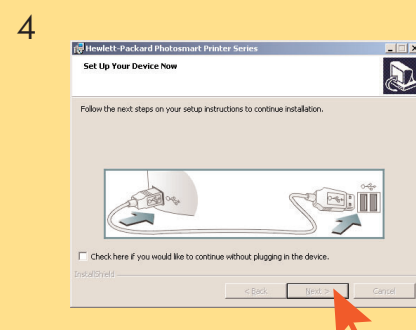 4
Hewlett-Packard Photosmart Printer Series
Set Up Your Device Now
Follow the next steps on your setup instructions to continue installation.
Check here if you would like to continue without plugging in the device.
InstallShield
< Back Next > Cancel